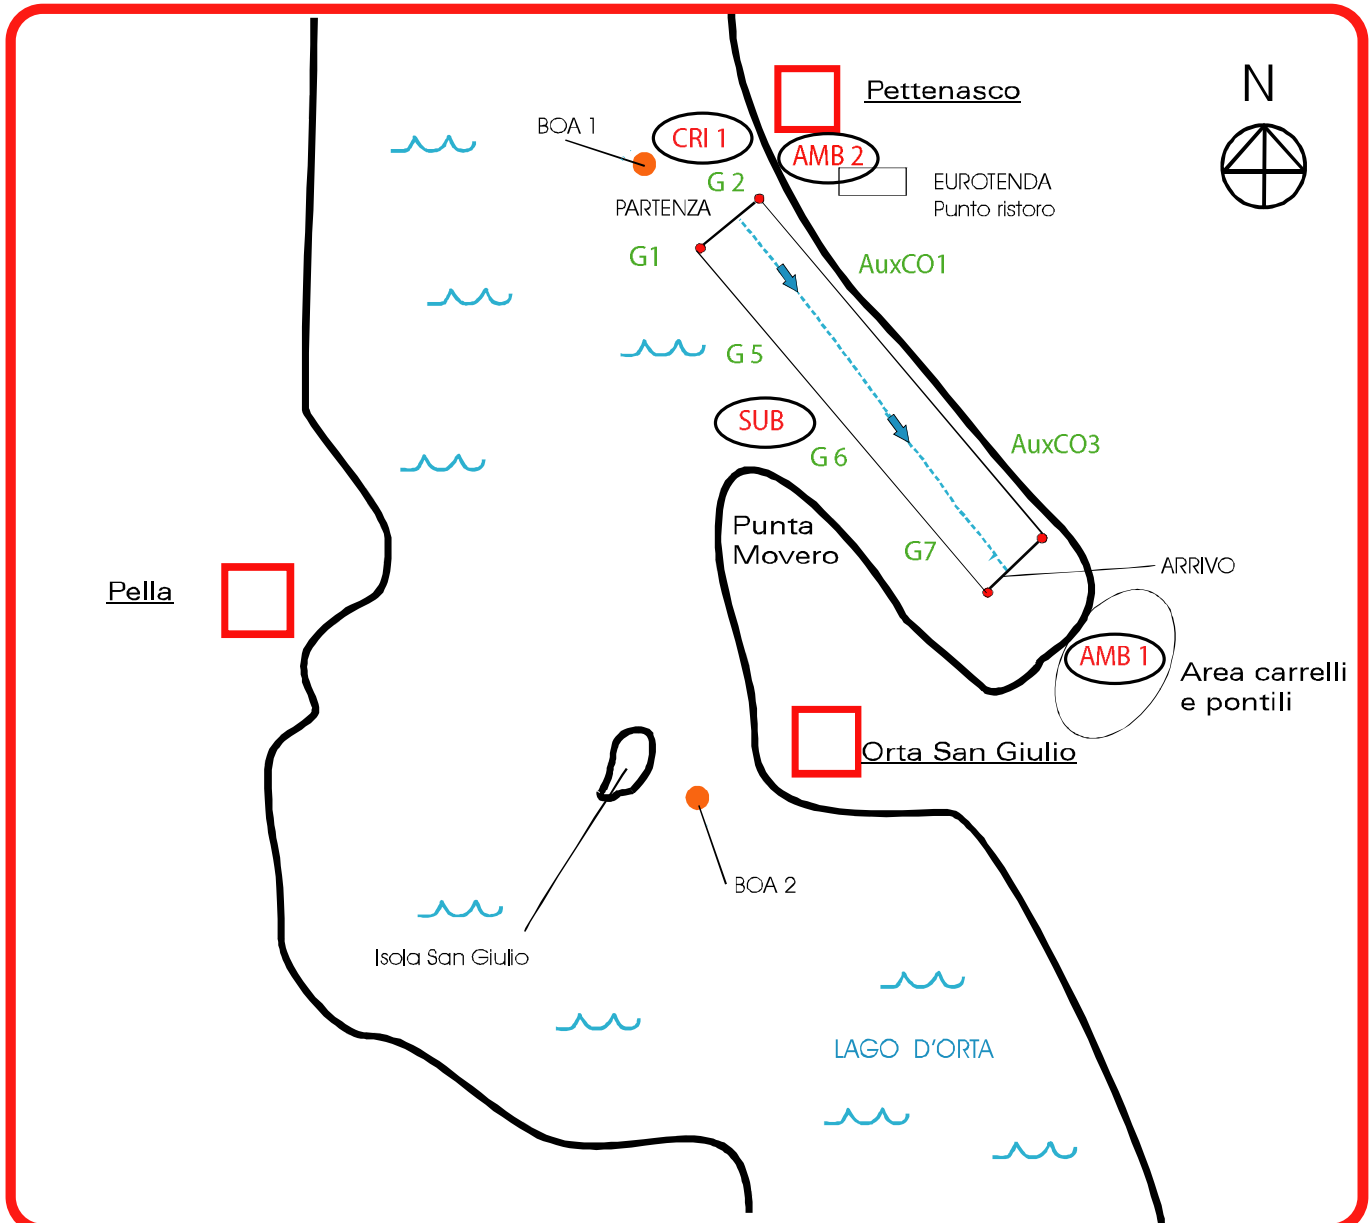 N
Pettenasco
BOA 1
CRI 1
AMB 2
G 2
EUROTENDA
Punto ristoro
PARTENZA
G1
AuxCO1
G 5
SUB
G 6
AuxCO3
Punta
Movero
G7
ARRIVO
Pella
AMB 1
Area carrelli
e pontili
Orta San Giulio
BOA 2
Isola San Giulio
LAGO D'ORTA